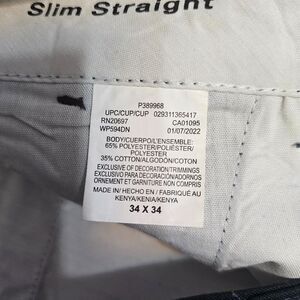 Slim Straight
P389968
UPC/CUP/CUP 029311365417
RN20697 CA01095
WP594DN 01/07/2022
BODY/CUERPO/L'ENSEMBLE:
65% POLYESTER/POLIÉSTER/
POLYESTER
35% COTTON/ALGODÓN/COTON
EXCLUSIVE OF DECORATION/TRIMMINGS
EXCLUSIVO DE DECORACIÓN/ADORNOS
ORNEMENT ET GARNITURE NON COMPRIS
MADE IN/ HECHO EN / FABRIQUÉ AU
KENYA/KENIA/KENYA
34 X 34